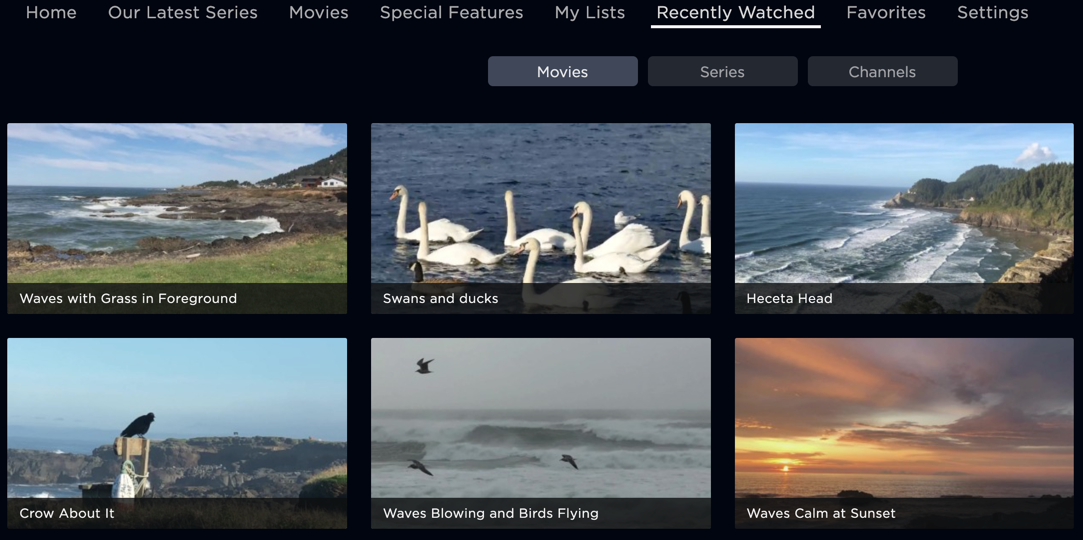 Home Our Latest Series Movies Special Features My Lists Recently Watched Favorites Settings
Movies Series Channels
Waves with Grass in Foreground
Swans and ducks
Heceta Head
Crow About It
Waves Blowing and Birds Flying
Waves Calm at Sunset